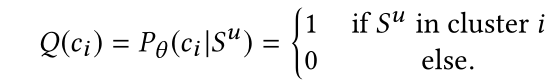 Q(c_i) = P_θ(c_i|S^u) = { 1 if S^u in cluster i
0 else.